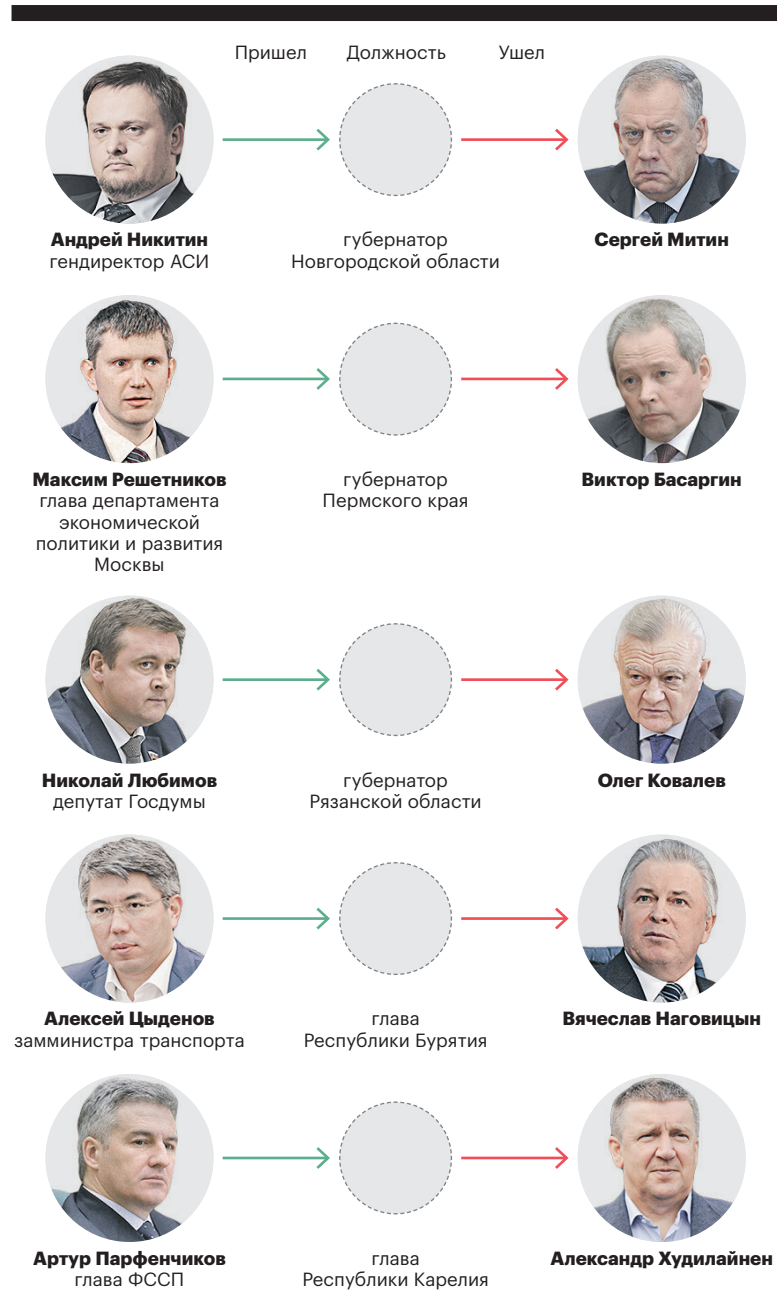 Пришел Должность Ушел
Андрей Никитин
гендиректор АСИ
губернатор
Новгородской области
Сергей Митин
Максим Решетников
глава департамента
экономической
политики и развития
Москвы
губернатор
Пермского края
Виктор Басаргин
Николай Любимов
депутат Госдумы
губернатор
Рязанской области
Олег Ковалев
Алексей Цыденов
замминистра транспорта
глава
Республики Бурятия
Вячеслав Наговицын
Артур Парфенчиков
глава ФССП
глава
Республики Карелия
Александр Худилайнен